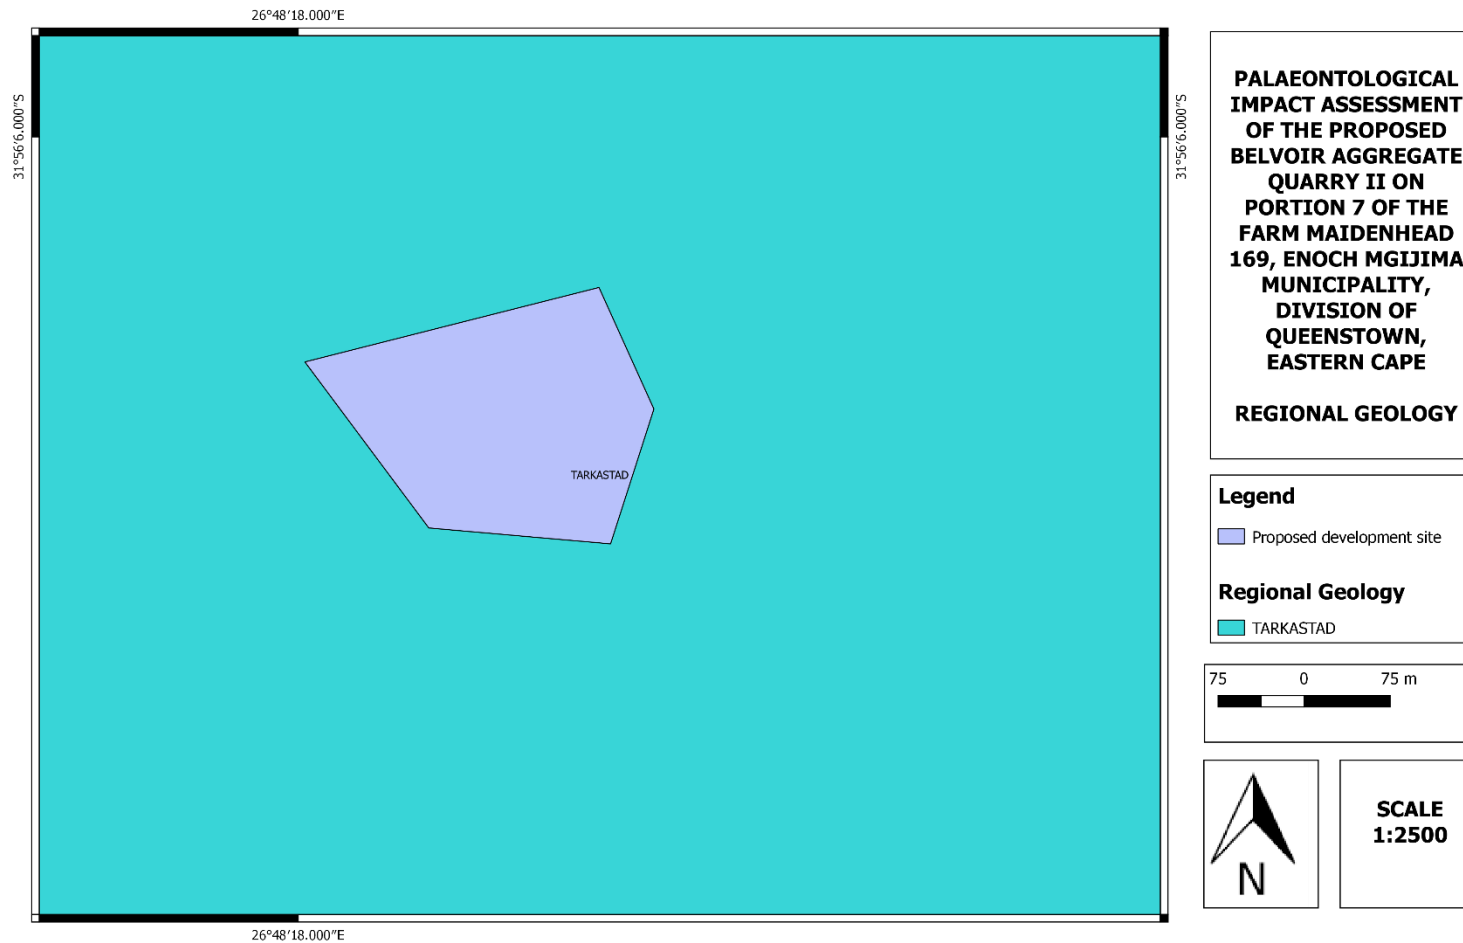 26°48'18.000"E
31°56'6.000"S
31°56'6.000"S
TARKASTAD
26°48'18.000"E
PALAEONTOLOGICAL
IMPACT ASSESSMENT
OF THE PROPOSED
BELVOIR AGGREGATE
QUARRY II ON
PORTION 7 OF THE
FARM MAIDENHEAD
169, ENOCH MGIJIMA
MUNICIPALITY,
DIVISION OF
QUEENSTOWN,
EASTERN CAPE
REGIONAL GEOLOGY
Legend
Proposed development site
Regional Geology
TARKASTAD
75 0 75 m
N
SCALE
1:2500